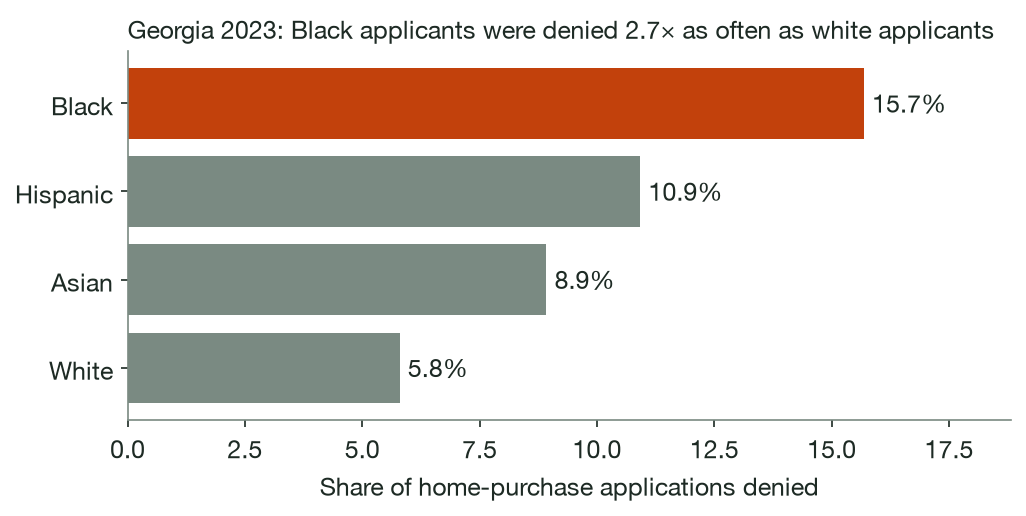 Georgia 2023: Black applicants were denied 2.7× as often as white applicants
Black
15.7%
Hispanic
10.9%
Asian
8.9%
White
5.8%
0.0 2.5 5.0 7.5 10.0 12.5 15.0 17.5
Share of home-purchase applications denied